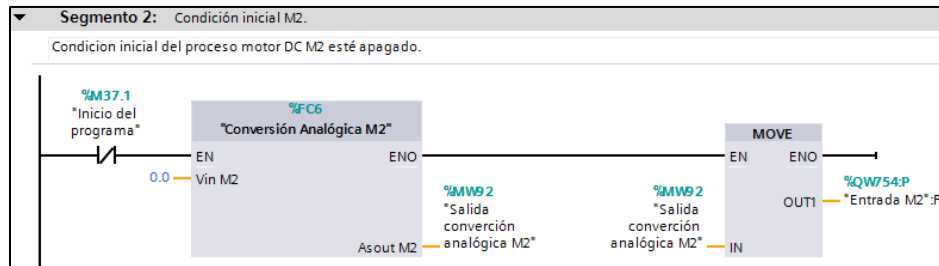 Segmento 2: Condición inicial M2.
Condicion inicial del proceso motor DC M2 esté apagado.
%M37.1
"Inicio del
programa"
%FC6
"Conversión Analógica M2"
EN
ENO
0.0
Vin M2
%MW92
"Salida
converción
analógica M2"
Asout M2
%MW92
"Salida
converción
analógica M2"
MOVE
EN
ENO
IN
OUT1
%QW754:P
"Entrada M2":P